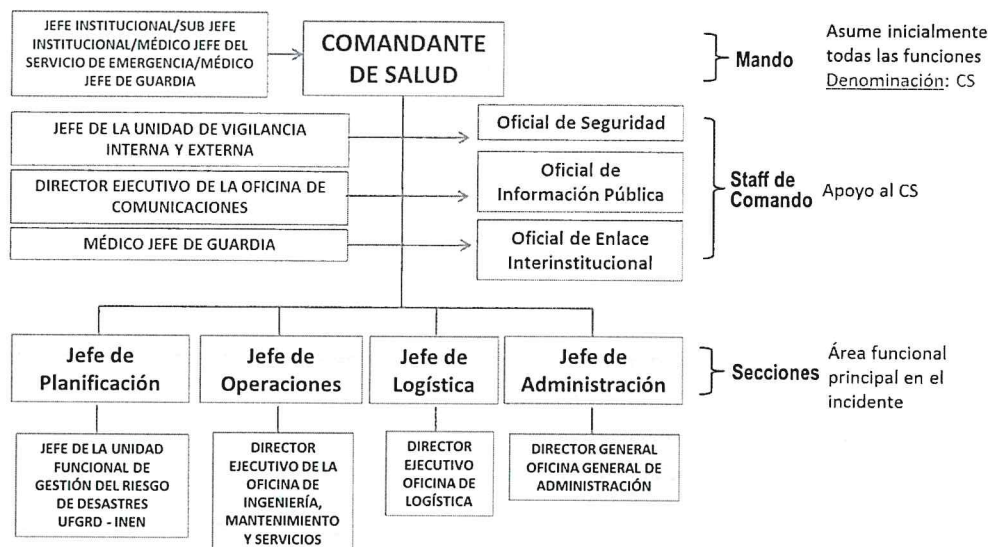 JEFE INSTITUCIONAL/SUB JEFE
INSTITUCIONAL/MÉDICO JEFE DEL
SERVICIO DE EMERGENCIA/MÉDICO
JEFE DE GUARDIA
COMANDANTE
DE SALUD
Mando
Asume inicialmente
todas las funciones
Denominación: CS
JEFE DE LA UNIDAD DE VIGILANCIA
INTERNA Y EXTERNA
Oficial de Seguridad
DIRECTOR EJECUTIVO DE LA OFICINA DE
COMUNICACIONES
Oficial de
Información Pública
MÉDICO JEFE DE GUARDIA
Oficial de Enlace
Interinstitucional
Staff de
Comando
Apoyo al CS
Jefe de
Planificación
Jefe de
Operaciones
Jefe de
Logística
Jefe de
Administración
Secciones
Área funcional
principal en el
incidente
JEFE DE LA UNIDAD
FUNCIONAL DE
GESTIÓN DEL RIESGO
DE DESASTRES
UFGRD - INEN
DIRECTOR
EJECUTIVO DE LA
OFICINA DE
INGENIERÍA,
MANTENIMIENTO
Y SERVICIOS
DIRECTOR
EJECUTIVO
OFICINA DE
LOGÍSTICA
DIRECTOR GENERAL
OFICINA GENERAL DE
ADMINISTRACIÓN